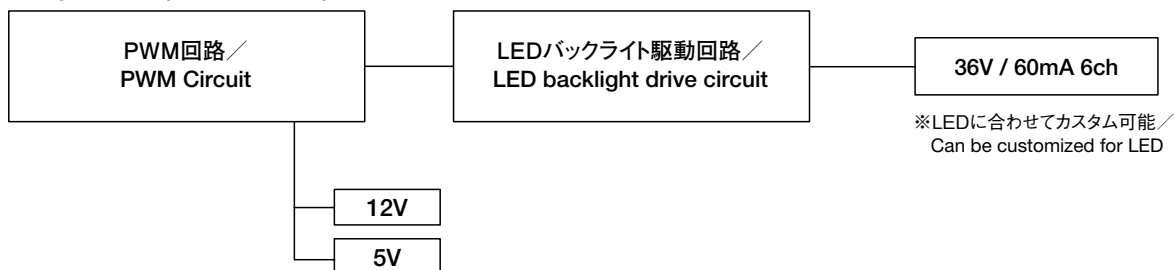 PWM回路／
PWM Circuit
LEDバックライト駆動回路／
LED backlight drive circuit
36V / 60mA 6ch
※LEDに合わせてカスタム可能／
Can be customized for LED
12V
5V